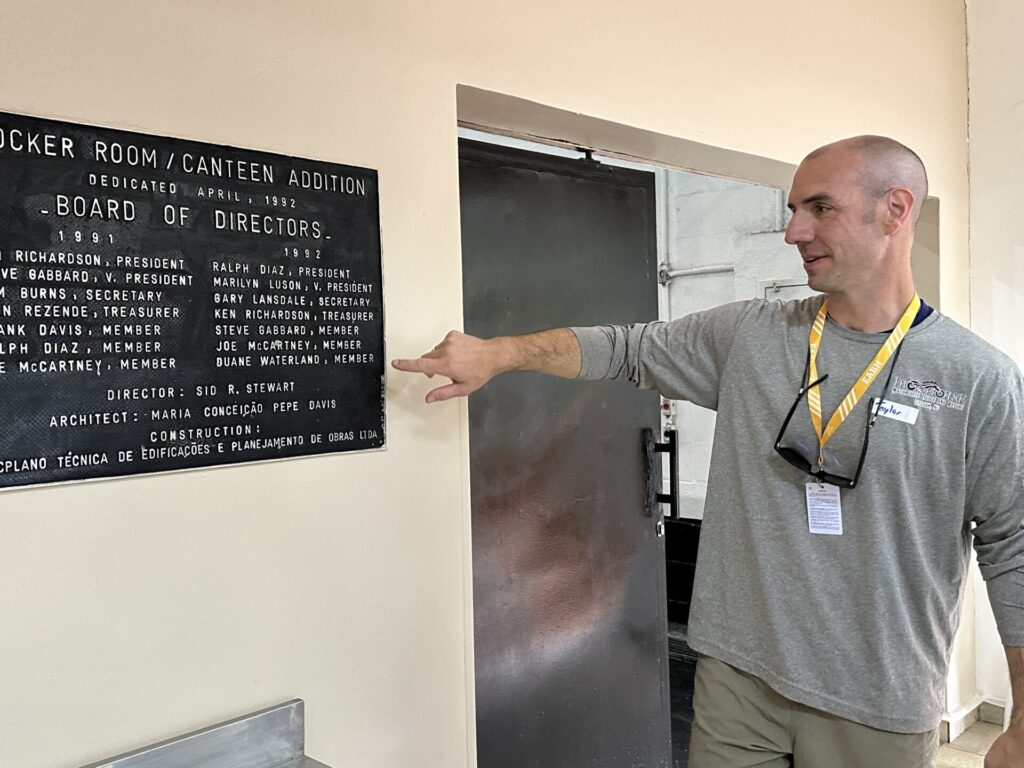 OCKER ROOM / CANTEEN ADDITION
DEDICATED APRIL, 1992
-BOARD OF DIRECTORS-
1991
RICHARDSON, PRESIDENT
VE GABBARD, V. PRESIDENT
M BURNS, SECRETARY
N REZENDE, TREASURER
ANK DAVIS, MEMBER
LPH DIAZ, MEMBER
E McCARTNEY, MEMBER
1992
RALPH DIAZ, PRESIDENT
MARILYN LUSON, V. PRESIDENT
GARY LANSDALE, SECRETARY
KEN RICHARDSON, TREASURER
STEVE GABBARD, MEMBER
JOE McCARTNEY, MEMBER
DUANE WATERLAND, MEMBER
DIRECTOR: SID R. STEWART
ARCHITECT: MARIA CONCEIÇÃO PEPE DAVIS
CONSTRUCTION:
CPLANO TÉCNICA DE EDIFICAÇÕES E PLANEJAMENTO DE OBRAS LTDA
EABH
Taylor